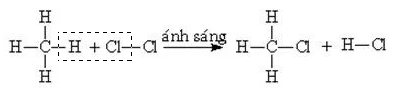 H H
ánh sáng
H–C–H + Cl–Cl → H–C–Cl + H–Cl
H H